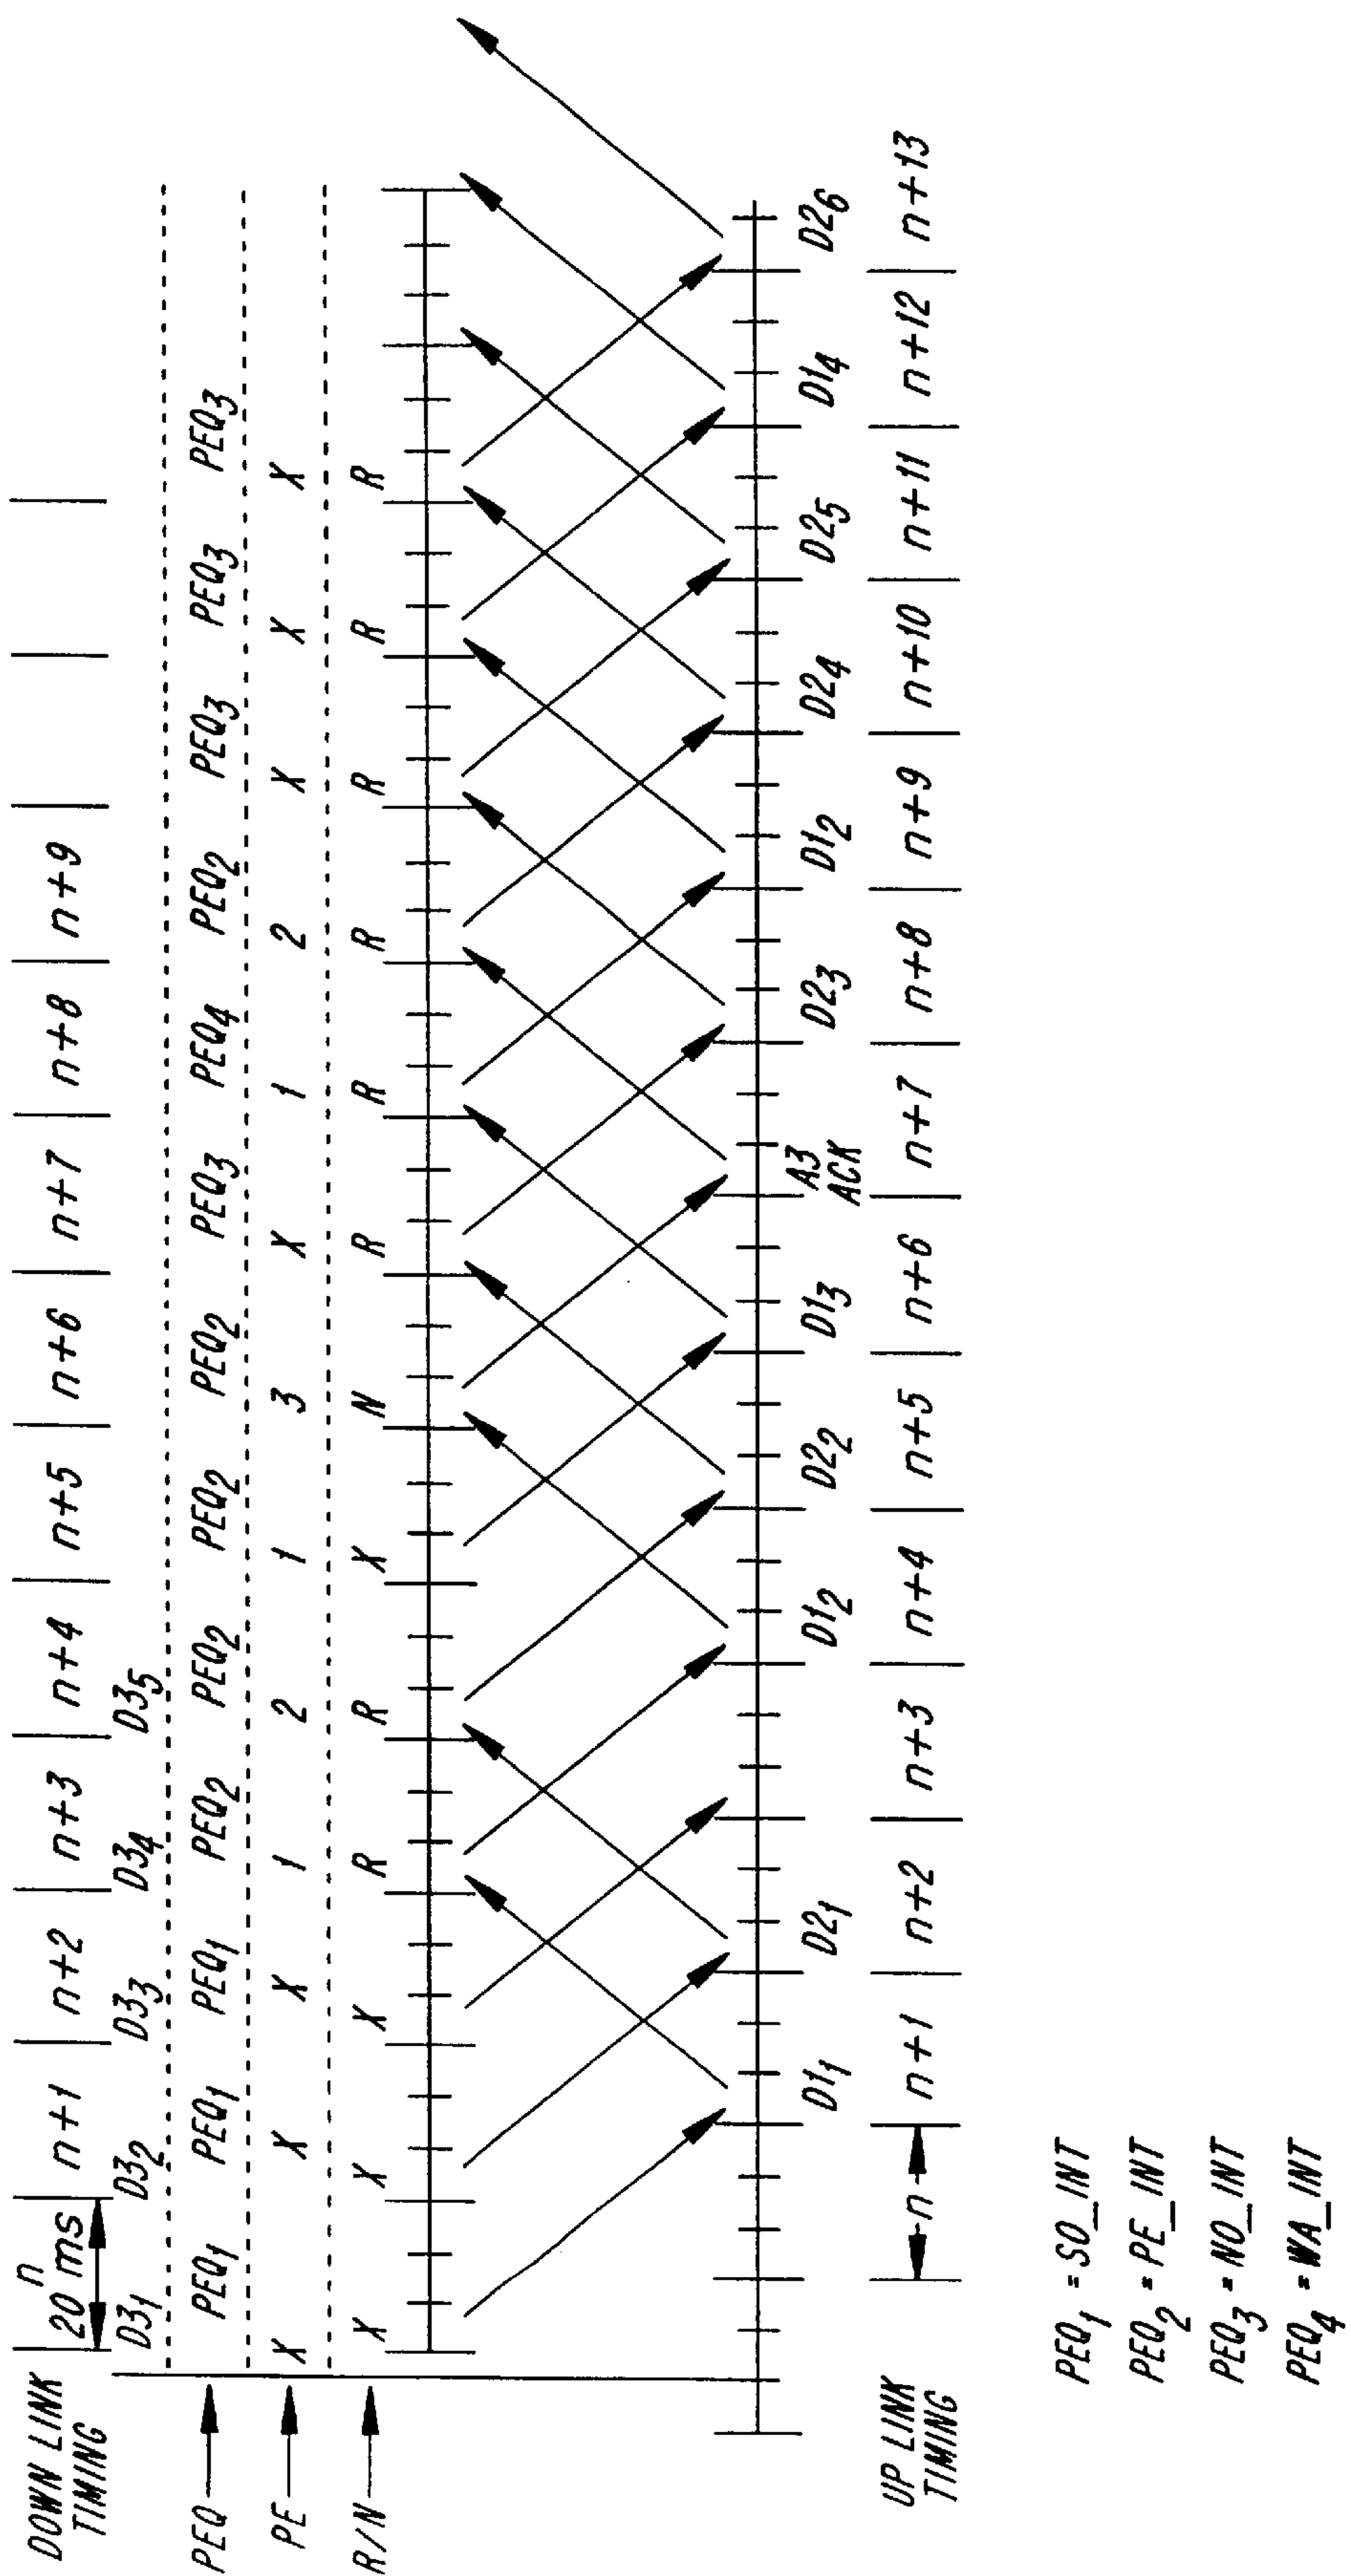 DOWN LINK
TIMING
n
20 ms
n+1 n+2 n+3 n+4 n+5 n+6 n+7 n+8 n+9
D3₁ D3₂ D3₃ D3₄ D3₅
PEQ PEQ₁ PEQ₁ PEQ₁ PEQ₂ PEQ₂ PEQ₂ PEQ₂ PEQ₃ PEQ₄ PEQ₂ PEQ₃ PEQ₃ PEQ₃
PE X X X 1 2 1 3 X 1 2 X X X
R/N X X X R R X N R R R R R R
D1₁ D2₁ D1₂ D2₂ D1₃ A3 D2₃ D1₂ D2₄ D2₅ D1₄ D2₆
ACK
UP LINK
TIMING
n n+1 n+2 n+3 n+4 n+5 n+6 n+7 n+8 n+9 n+10 n+11 n+12 n+13
PEQ₁ = SO_INT
PEQ₂ = PE_INT
PEQ₃ = NO_INT
PEQ₄ = WA_INT